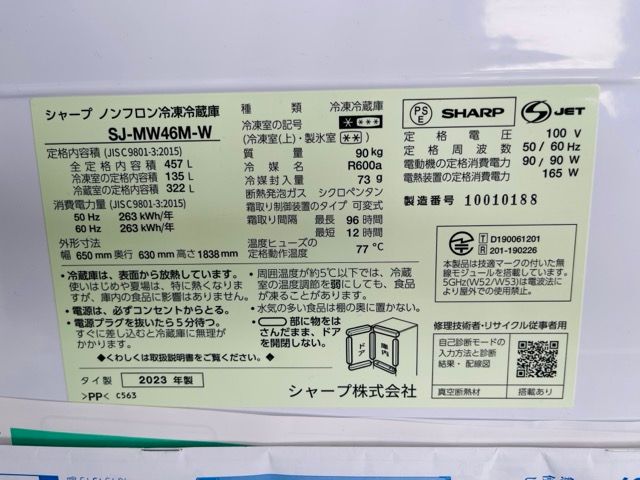 シャープ ノンフロン冷凍冷蔵庫
SJ-MW46M-W
定格内容積 (JIS C 9801-3:2015)
全定格内容積 457 L
冷凍室の定格内容積 135 L
冷蔵室の定格内容積 322 L
消費電力量 (JIS C 9801-3:2015)
50 Hz 263 kWh/年
60 Hz 263 kWh/年
外形寸法
幅 650 mm 奥行 630 mm 高さ 1838 mm
種類 冷凍冷蔵庫
冷凍室の記号 * ***
(冷凍室(上)・製氷室 **)
質量 90 kg
冷媒名 R600a
冷媒封入量 73 g
断熱発泡ガス シクロペンタン
霜取り制御装置のタイプ 可変式
霜取り間隔 最長 96 時間
最短 12 時間
温度ヒューズの
定格動作温度 77 ℃
PS
E
SHARP
S JET
定格電圧 100 V
定格周波数 50/60 Hz
電動機の定格消費電力 90/90 W
電熱装置の定格消費電力 165 W
製造番号 10010188
T D190061201
R 201-190226
本製品は技適マークの付いた無
線モジュールを搭載しています。
5GHz(W52/W53)は電波法に
より屋外での使用禁止。
• 冷蔵庫は、表面から放熱しています。
使いはじめや夏場は、特に熱くなりま
すが、庫内の食品に影響はありません。
• 電源は、必ずコンセントからとる。
• 電源プラグを抜いたら5分待つ。
すぐに差し込むと冷蔵庫に無理が
かかります。
• 周囲温度が約5℃以下では、冷蔵
室の温度調節を弱にしても、食品
が凍ることがあります。
• 水気の多い食品は棚の奥に置かない。
• 部に物をは
さんだまま、ドア
を開閉しない。
ドア
庫内
◆くわしくは取扱説明書をご覧ください。◆
修理技術者・リサイクル従事者用
自己診断モードの
入力方法と診断
結果・配線図
真空断熱材 搭載あり
タイ製 2023 年製
シャープ株式会社
>PP< C563